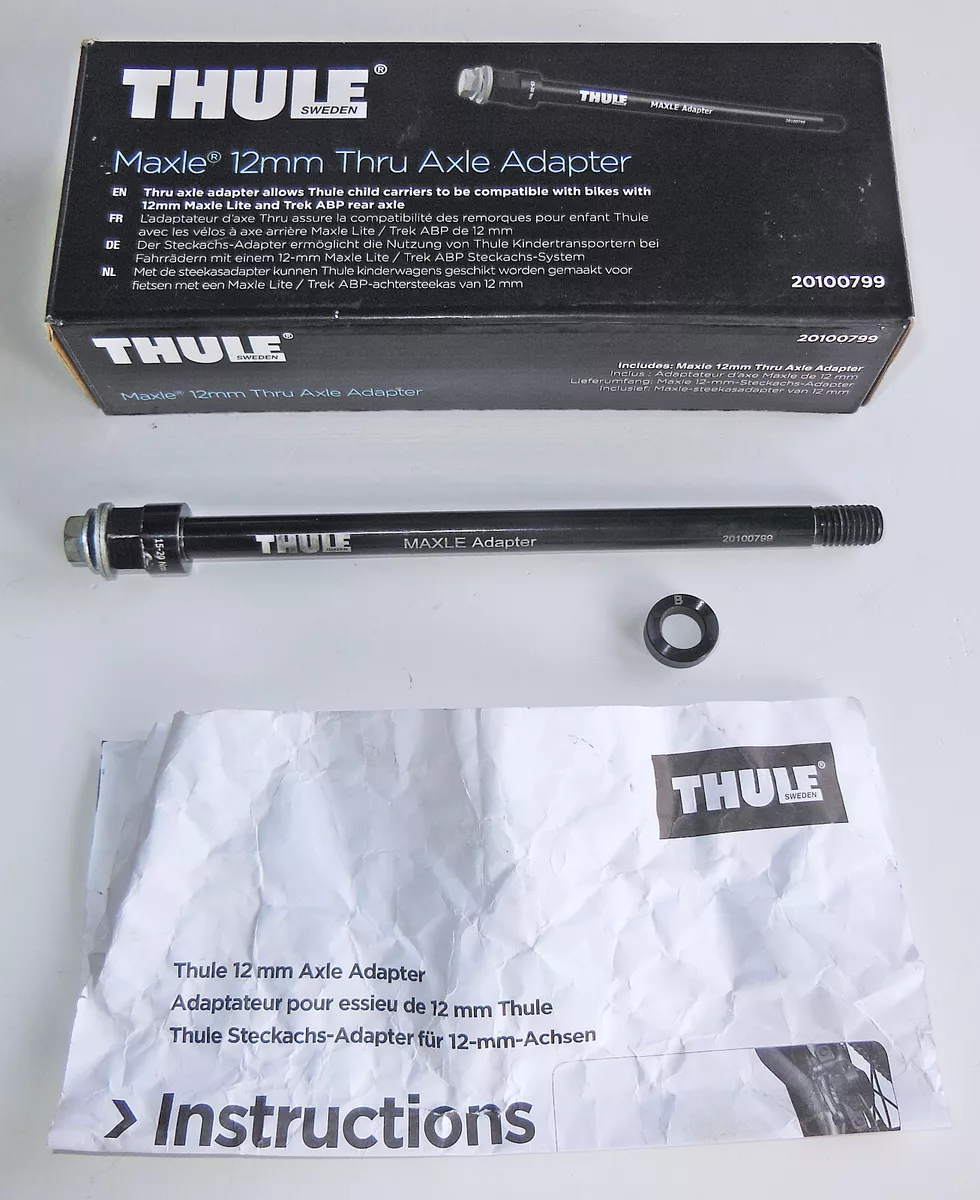 THULE®
SWEDEN
THULE MAXLE Adapter 20100799
Maxle® 12mm Thru Axle Adapter
EN Thru axle adapter allows Thule child carriers to be compatible with bikes with
12mm Maxle Lite and Trek ABP rear axle
FR L'adaptateur d'axe Thru assure la compatibilité des remorques pour enfant Thule
avec les vélos à axe arrière Maxle Lite / Trek ABP de 12 mm
DE Der Steckachs-Adapter ermöglicht die Nutzung von Thule Kindertransportern bei
Fahrrädern mit einem 12-mm Maxle Lite / Trek ABP Steckachs-System
NL Met de steekasadapter kunnen Thule kinderwagens geschikt worden gemaakt voor
fietsen met een Maxle Lite / Trek ABP-achtersteekas van 12 mm
20100799
THULE®
SWEDEN
20100799
Includes: Maxle 12mm Thru Axle Adapter
Inclus : Adaptateur d'axe Maxle de 12 mm
Lieferumfang: Maxle 12-mm-Steckachs-Adapter
Inclusief: Maxle-steekasadapter van 12 mm
Maxle® 12mm Thru Axle Adapter
15-20 Nm
THULE
SWEDEN
MAXLE Adapter
20100799
B
THULE®
SWEDEN
Thule 12 mm Axle Adapter
Adaptateur pour essieu de 12 mm Thule
Thule Steckachs-Adapter für 12-mm-Achsen
› Instructions